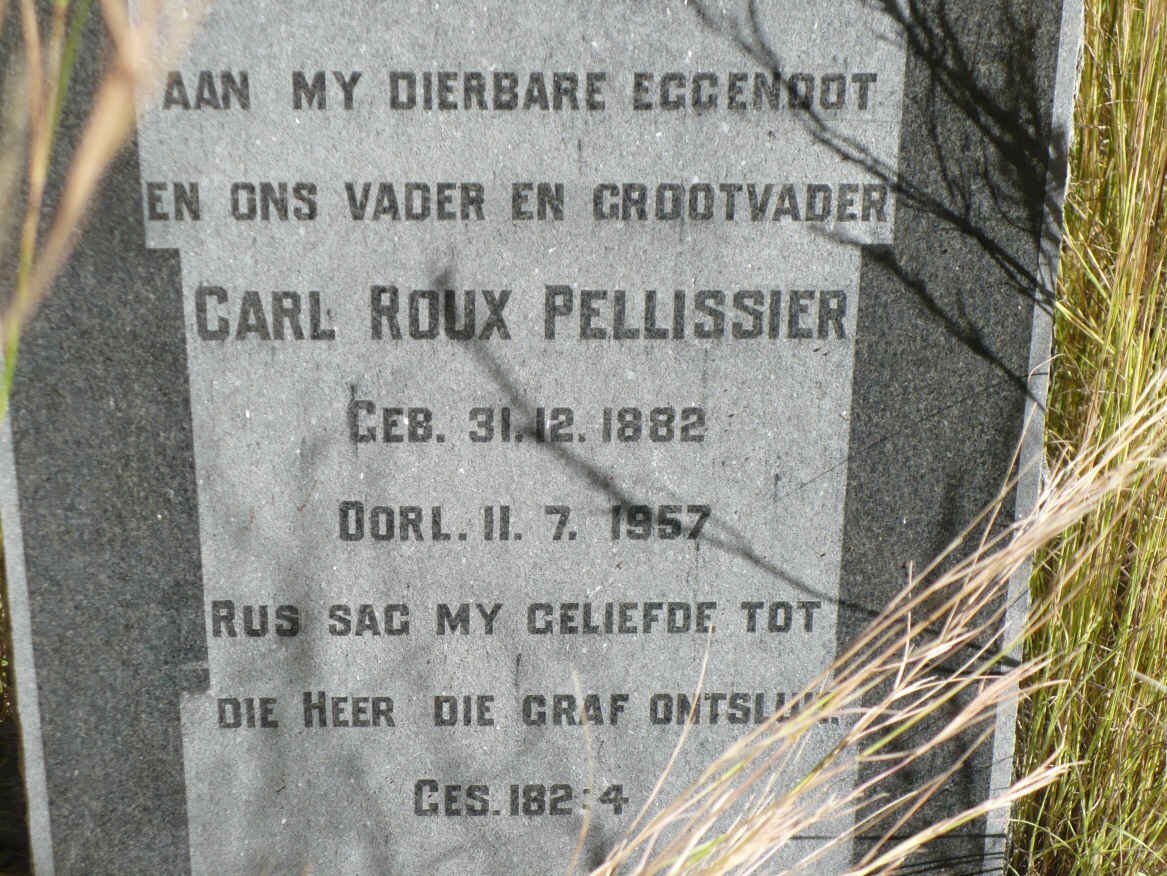 AAN MY DIERBARE EGGENOOT
EN ONS VADER EN GROOTVADER
CARL ROUX PELLISSIER
GEB. 31.12.1882
OORL. 11. 7. 1957
RUS SAG MY GELIEFDE TOT
DIE HEER DIE GRAF
GES. 182:4